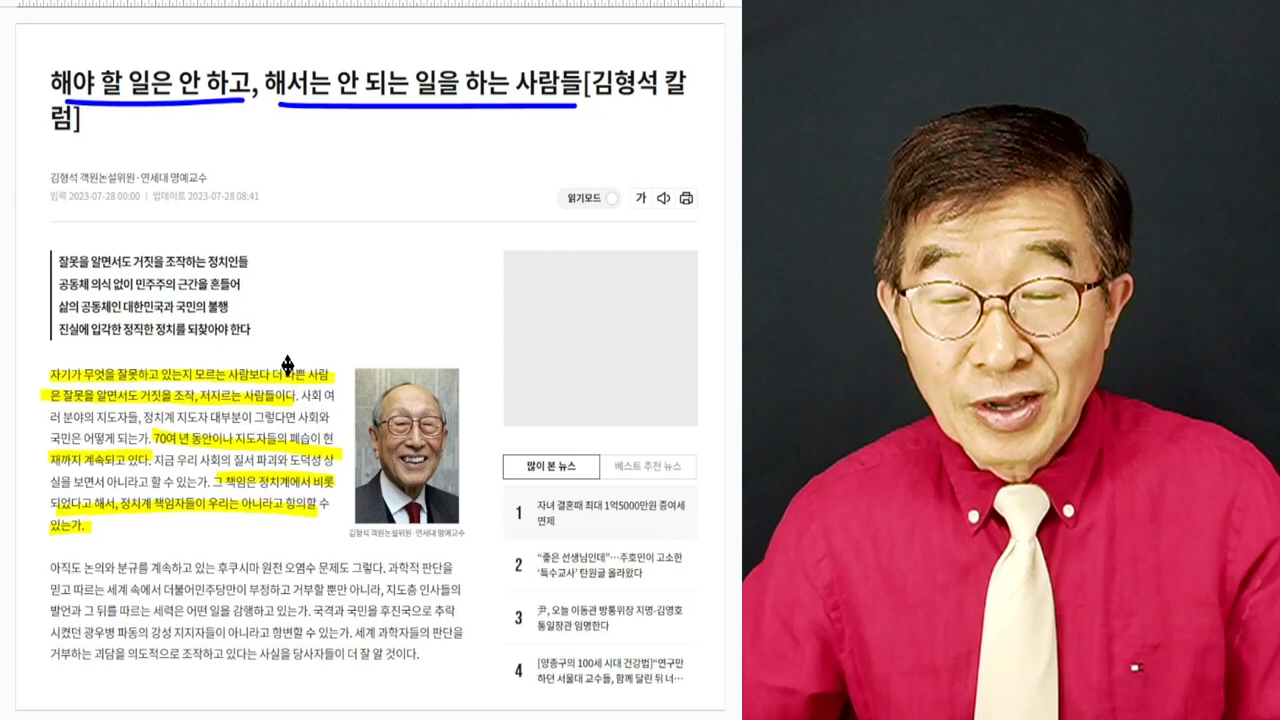 해야 할 일은 안 하고, 해서는 안 되는 일을 하는 사람들[김형석 칼
럼]
김형석 객원논설위원·연세대 명예교수
입력 2023-07-28 00:00 | 업데이트 2023-07-28 08:41
읽기모드
가
잘못을 알면서도 거짓을 조작하는 정치인들
공동체 의식 없이 민주주의 근간을 흔들어
삶의 공동체인 대한민국과 국민의 불행
진실에 입각한 정직한 정치를 되찾아야 한다
자기가 무엇을 잘못하고 있는지 모르는 사람보다 더 나쁜 사람
은 잘못을 알면서도 거짓을 조작, 저지르는 사람들이다. 사회 여
러 분야의 지도자들, 정치계 지도자 대부분이 그렇다면 사회와
국민은 어떻게 되는가. 70여 년 동안이나 지도자들의 폐습이 현
재까지 계속되고 있다. 지금 우리 사회의 질서 파괴와 도덕성 상
실을 보면서 아니라고 할 수 있는가. 그 책임은 정치계에서 비롯
되었다고 해서, 정치계 책임자들이 우리는 아니라고 항의할 수
있는가.
김형석 객원논설위원·연세대 명예교수
아직도 논의와 분규를 계속하고 있는 후쿠시마 원전 오염수 문제도 그렇다. 과학적 판단을
믿고 따르는 세계 속에서 더불어민주당만이 부정하고 거부할 뿐만 아니라, 지도층 인사들의
발언과 그 뒤를 따르는 세력은 어떤 일을 감행하고 있는가. 국격과 국민을 후진국으로 추락
시켰던 광우병 파동의 강성 지지자들이 아니라고 항변할 수 있는가. 세계 과학자들의 판단을
거부하는 괴담을 의도적으로 조작하고 있다는 사실을 당사자들이 더 잘 알 것이다.
많이 본 뉴스
베스트 추천 뉴스
1 자녀 결혼때 최대 1억5000만원 증여세
면제
2 “좋은 선생님인데”…주호민이 고소한
‘특수교사’ 탄원글 올라왔다
3 尹, 오늘 이동관 방통위장 지명-김영호
통일장관 임명한다
4 [양종구의 100세 시대 건강법]“연구만
하던 서울대 교수들, 함께 달린 뒤 너…